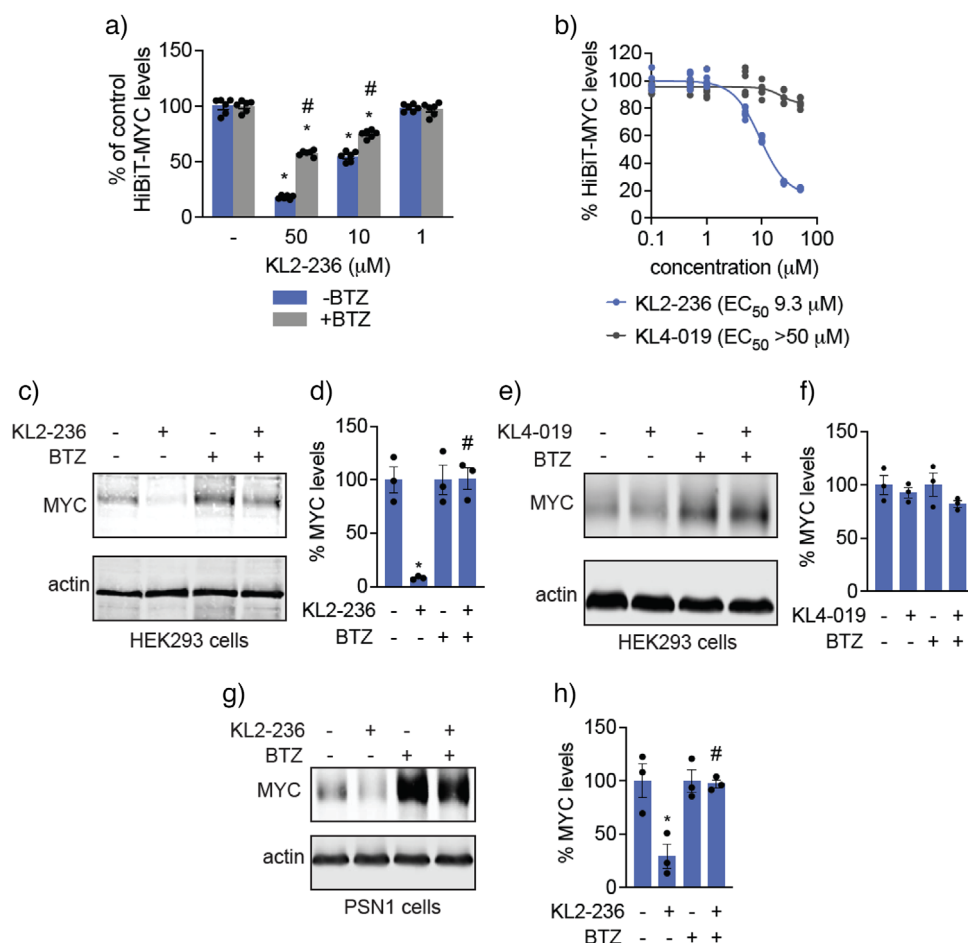 a)
150
100
50
0
% of control
HiBiT-MYC levels
# #
* * * *
- 50 10 1
KL2-236 (μM)
-BTZ
+BTZ
b)
120
100
80
60
40
20
0
% HiBiT-MYC levels
0.1 1 10 100
concentration (μM)
KL2-236 (EC50 9.3 μM)
KL4-019 (EC50 >50 μM)
c)
KL2-236 - + - +
BTZ - - + +
MYC
actin
HEK293 cells
d)
150
100
50
0
% MYC levels
* #
KL2-236 - + - +
BTZ - - + +
e)
KL4-019 - + - +
BTZ - - + +
MYC
actin
HEK293 cells
f)
150
100
50
0
% MYC levels
KL4-019 - + - +
BTZ - - + +
g)
KL2-236 - + - +
BTZ - - + +
MYC
actin
PSN1 cells
h)
150
100
50
0
% MYC levels
* #
KL2-236 - + - +
BTZ - - + +